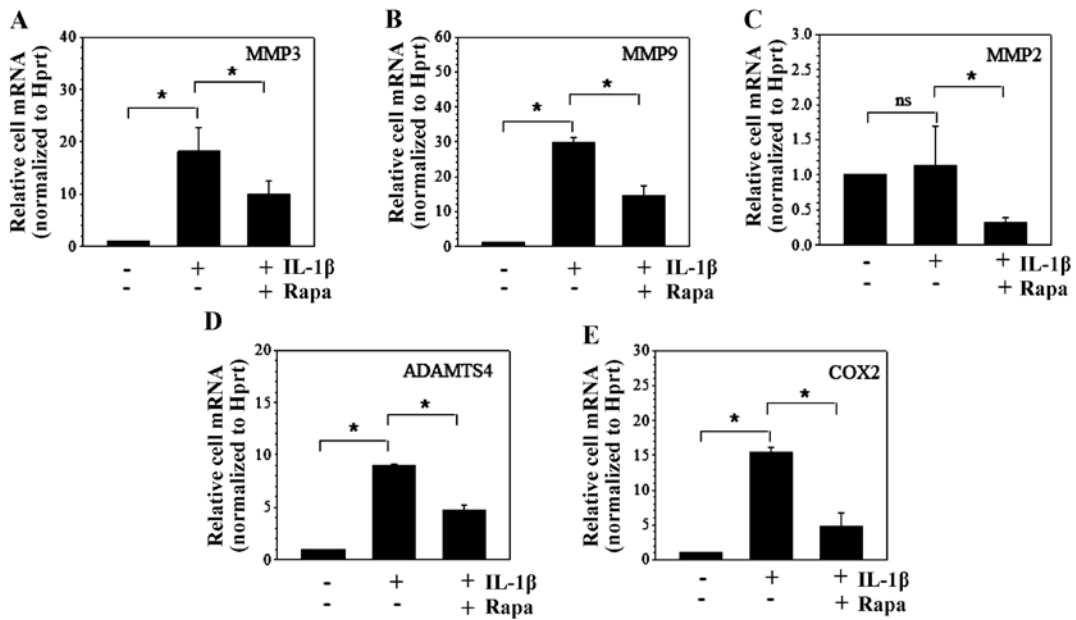 A
Relative cell mRNA
(normalized to Hprt)
40
30
20
10
0
MMP3
*
*
- + + IL-1β
- - + Rapa
B
Relative cell mRNA
(normalized to Hprt)
60
50
40
30
20
10
0
MMP9
*
*
- + + IL-1β
- - + Rapa
C
Relative cell mRNA
(normalized to Hprt)
3.0
2.5
2.0
1.5
1.0
0.5
0.0
MMP2
ns
*
- + + IL-1β
- - + Rapa
D
Relative cell mRNA
(normalized to Hprt)
20
15
10
5
0
ADAMTS4
*
*
- + + IL-1β
- - + Rapa
E
Relative cell mRNA
(normalized to Hprt)
30
25
20
15
10
5
0
COX2
*
*
- + + IL-1β
- - + Rapa